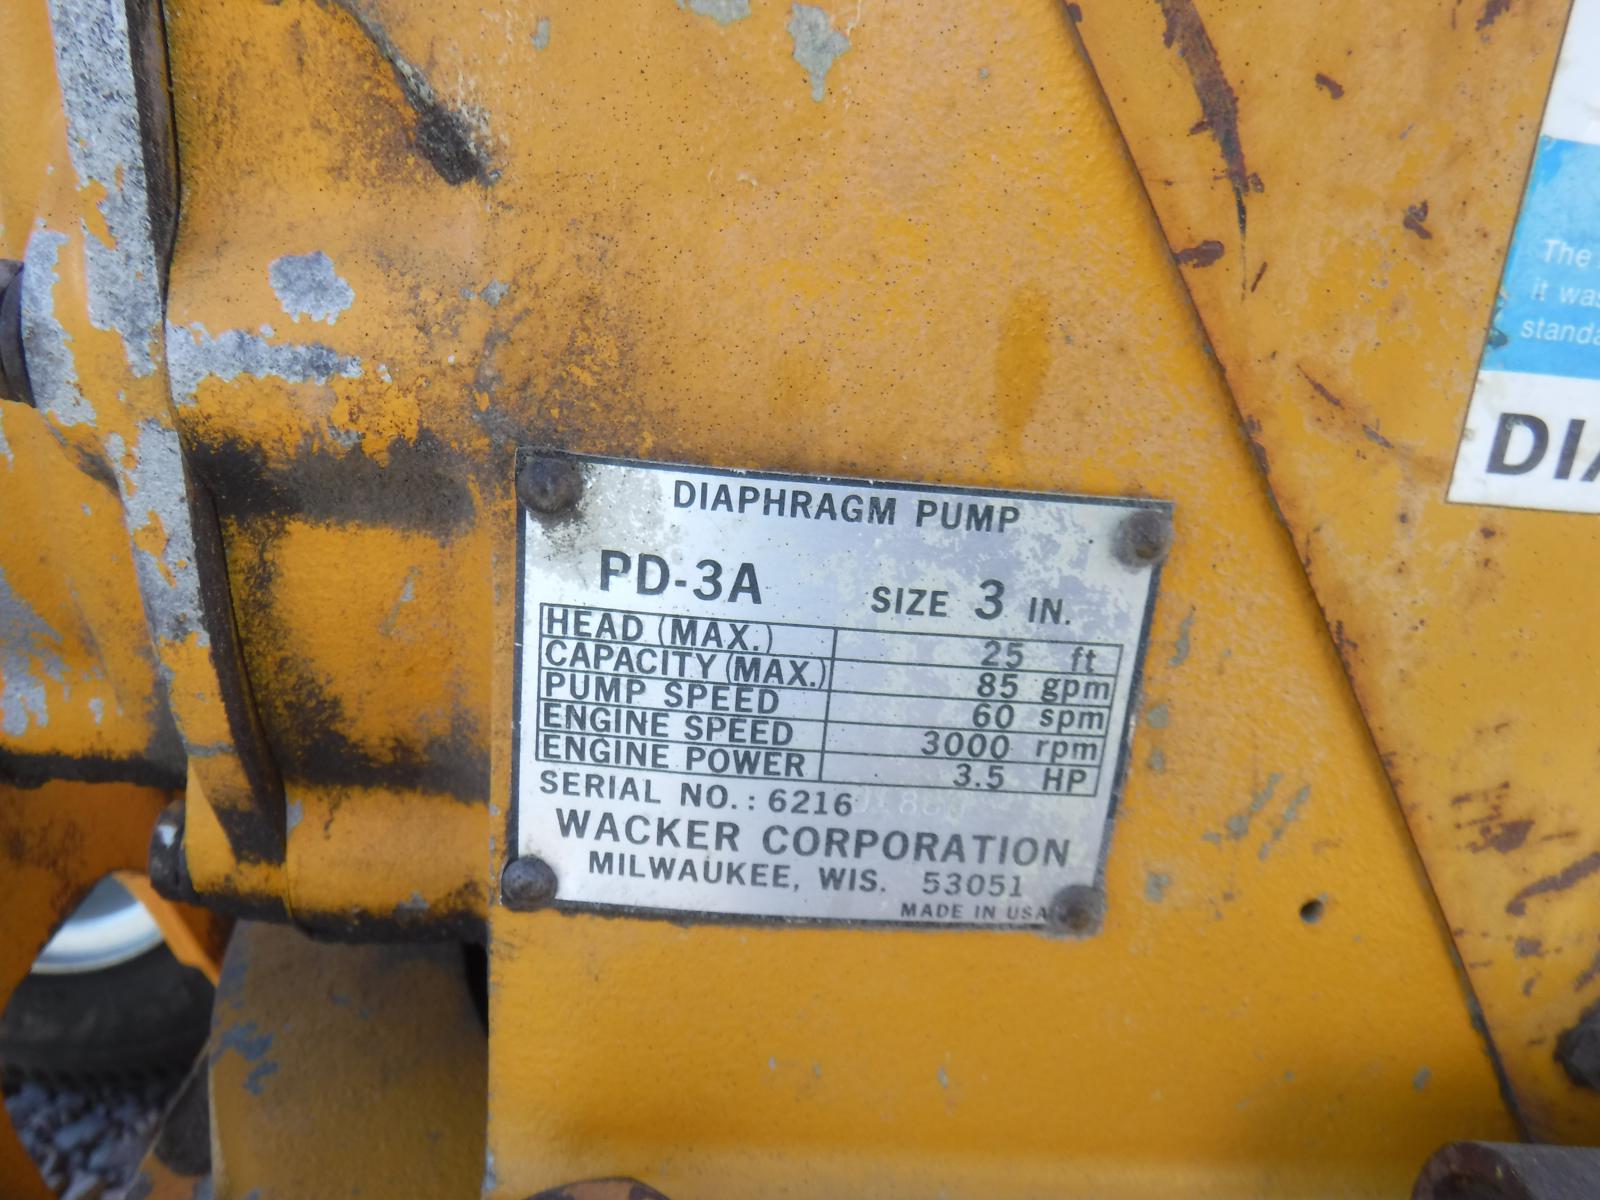 DIAPHRAGM PUMP
PD-3A SIZE 3 IN.
HEAD (MAX.) 25 ft
CAPACITY (MAX.) 85 gpm
PUMP SPEED 60 spm
ENGINE SPEED 3000 rpm
ENGINE POWER 3.5 HP
SERIAL NO.: 6216
WACKER CORPORATION
MILWAUKEE, WIS. 53051
MADE IN USA
The
it was
standa
DIA